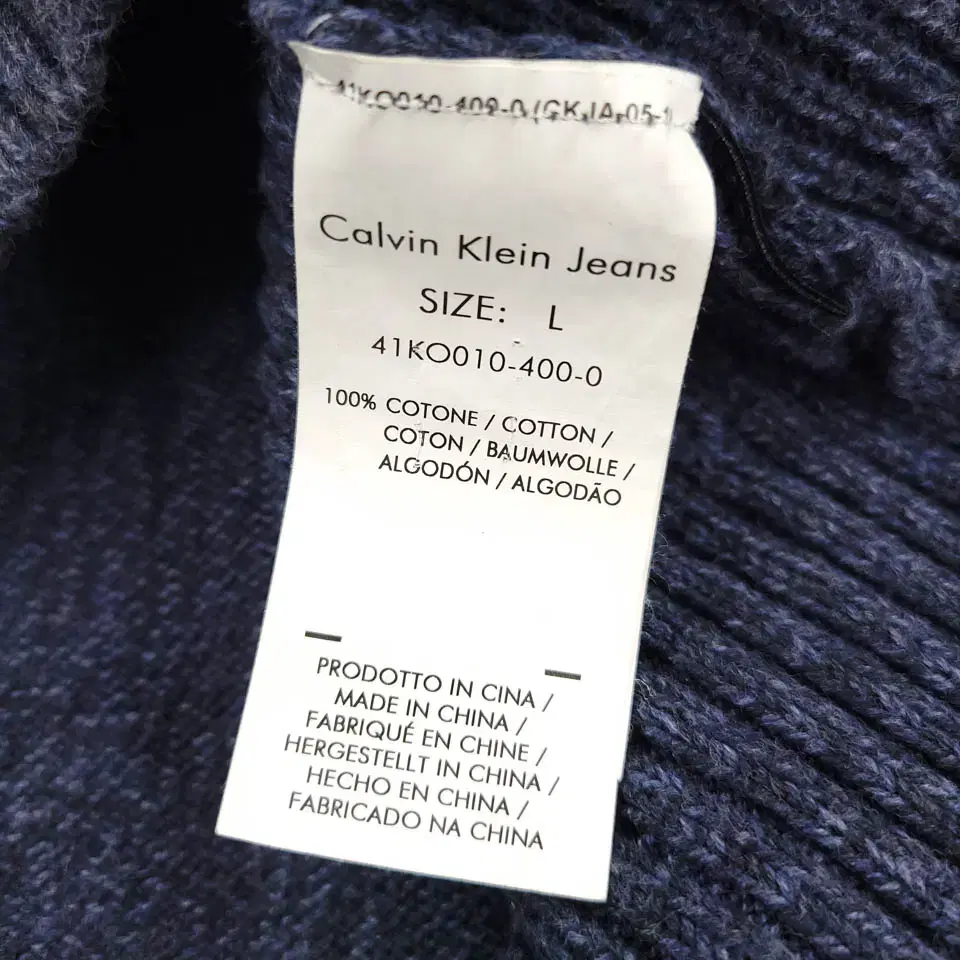 Calvin Klein Jeans
SIZE: L
41KO010-400-0
100% COTONE / COTTON /
COTON / BAUMWOLLE /
ALGODÓN / ALGODÃO
PRODOTTO IN CINA /
MADE IN CHINA /
FABRIQUÉ EN CHINE /
HERGESTELLT IN CHINA /
HECHO EN CHINA /
FABRICADO NA CHINA